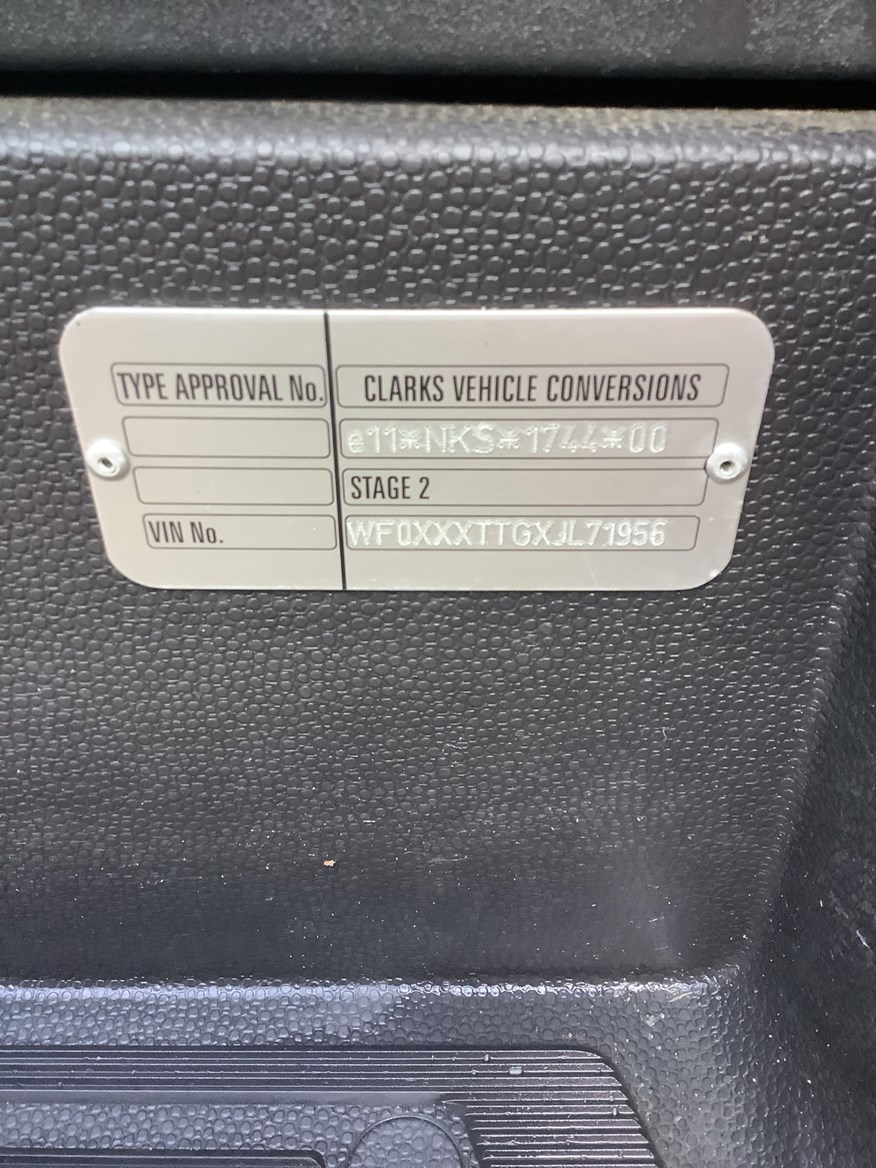 TYPE APPROVAL No. CLARKS VEHICLE CONVERSIONS
e11*NKS*1744*00
STAGE 2
VIN No. WF0XXXTTGXJL71956